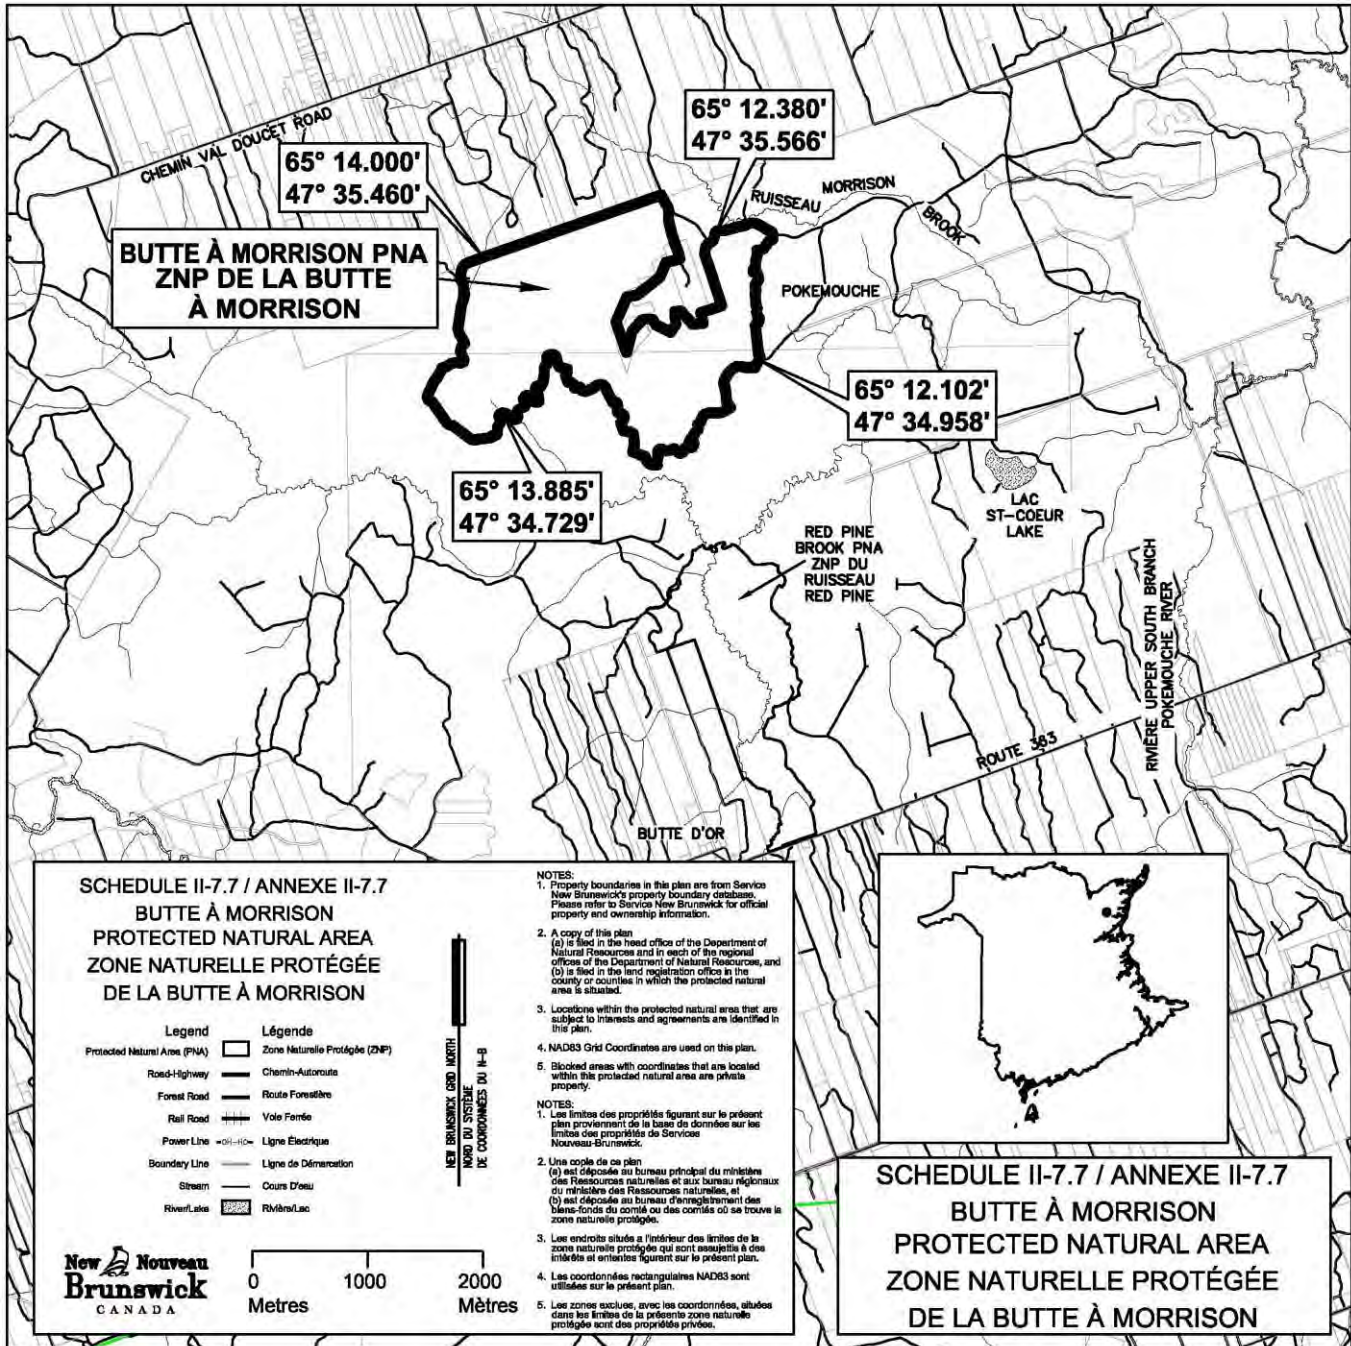 CHEMIN VAL DOUCET ROAD
65° 14.000'
47° 35.460'
65° 12.380'
47° 35.566'
RUISSEAU
MORRISON
BROOK
BUTTE À MORRISON PNA
ZNP DE LA BUTTE
À MORRISON
POKEMOUCHE
65° 12.102'
47° 34.958'
65° 13.885'
47° 34.729'
LAC
ST-COEUR
LAKE
RED PINE
BROOK PNA
ZNP DU
RUISSEAU
RED PINE
RIVIÈRE UPPER SOUTH BRANCH
POKEMOUCHE RIVER
ROUTE 363
BUTTE D'OR
SCHEDULE II-7.7 / ANNEXE II-7.7
BUTTE À MORRISON
PROTECTED NATURAL AREA
ZONE NATURELLE PROTÉGÉE
DE LA BUTTE À MORRISON
Legend Légende
Protected Natural Area (PNA) Zone Naturelle Protégée (ZNP)
Road-Highway Chemin-Autoroute
Forest Road Route Forestière
Rail Road Voie Ferrée
Power Line Ligne Électrique
Boundary Line Ligne de Démarcation
Stream Cours D'eau
River/Lake Rivière/Lac
NEW BRUNSWICK GRID NORTH
NORD DU SYSTÈME
DE COORDONNÉES DU N-B
New Nouveau
Brunswick
CANADA
0 1000 2000
Metres Mètres
NOTES:
1. Property boundaries in this plan are from Service
New Brunswick's property boundary database.
Please refer to Service New Brunswick for official
property and ownership information.
2. A copy of this plan
(a) is filed in the head office of the Department of
Natural Resources and in each of the regional
offices of the Department of Natural Resources, and
(b) is filed in the land registration office in the
county or counties in which the protected natural
area is situated.
3. Locations within the protected natural area that are
subject to interests and agreements are identified in
this plan.
4. NAD83 Grid Coordinates are used on this plan.
5. Blocked areas with coordinates that are located
within this protected natural area are private
property.
NOTES:
1. Les limites des propriétés figurant sur le présent
plan proviennent de la base de données sur les
limites des propriétés de Services
Nouveau-Brunswick.
2. Une copie de ce plan
(a) est déposée au bureau principal du ministère
des Ressources naturelles et aux bureau régionaux
du ministère des Ressources naturelles, et
(b) est déposée au bureau d'enregistrement des
biens-fonds du comté ou des comtés où se trouve la
zone naturelle protégée.
3. Les endroits situés a l'intérieur des limites de la
zone naturelle protégée qui sont assujettis à des
intérêts et ententes figurant sur le présent plan.
4. Les coordonnées rectangulaires NAD83 sont
utilisées sur le présent plan.
5. Les zones exclues, avec les coordonnées, situées
dans les limites de la présente zone naturelle
protégée sont des propriétés privées.
SCHEDULE II-7.7 / ANNEXE II-7.7
BUTTE À MORRISON
PROTECTED NATURAL AREA
ZONE NATURELLE PROTÉGÉE
DE LA BUTTE À MORRISON